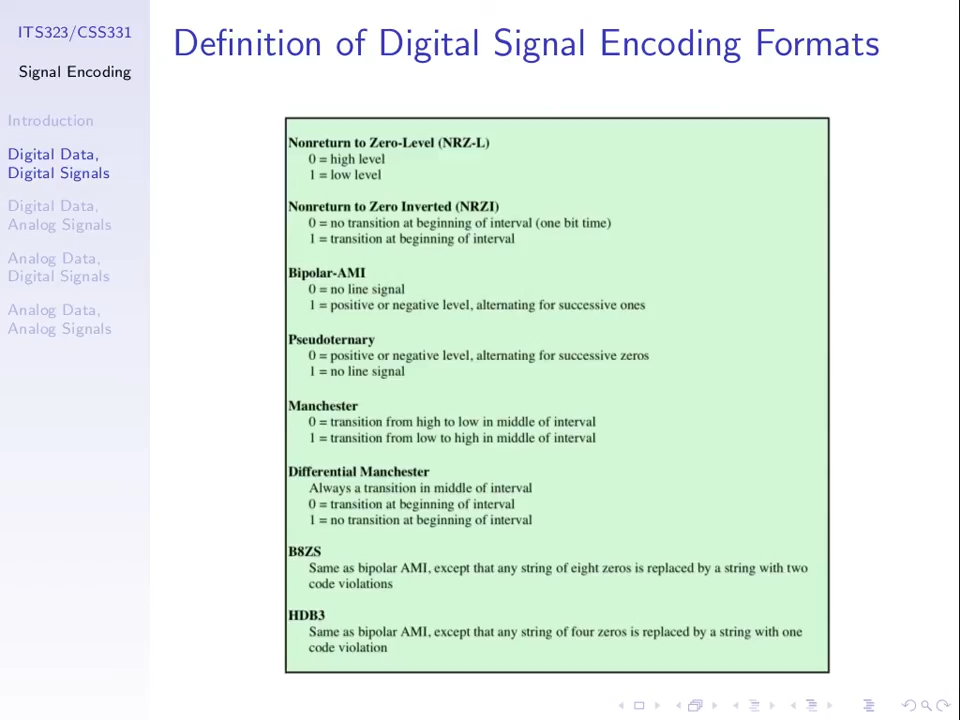 ITS323/CSS331
Signal Encoding
Introduction
Digital Data,
Digital Signals
Digital Data,
Analog Signals
Analog Data,
Digital Signals
Analog Data,
Analog Signals
Definition of Digital Signal Encoding Formats
Nonreturn to Zero-Level (NRZ-L)
0 = high level
1 = low level
Nonreturn to Zero Inverted (NRZI)
0 = no transition at beginning of interval (one bit time)
1 = transition at beginning of interval
Bipolar-AMI
0 = no line signal
1 = positive or negative level, alternating for successive ones
Pseudoternary
0 = positive or negative level, alternating for successive zeros
1 = no line signal
Manchester
0 = transition from high to low in middle of interval
1 = transition from low to high in middle of interval
Differential Manchester
Always a transition in middle of interval
0 = transition at beginning of interval
1 = no transition at beginning of interval
B8ZS
Same as bipolar AMI, except that any string of eight zeros is replaced by a string with two
code violations
HDB3
Same as bipolar AMI, except that any string of four zeros is replaced by a string with one
code violation